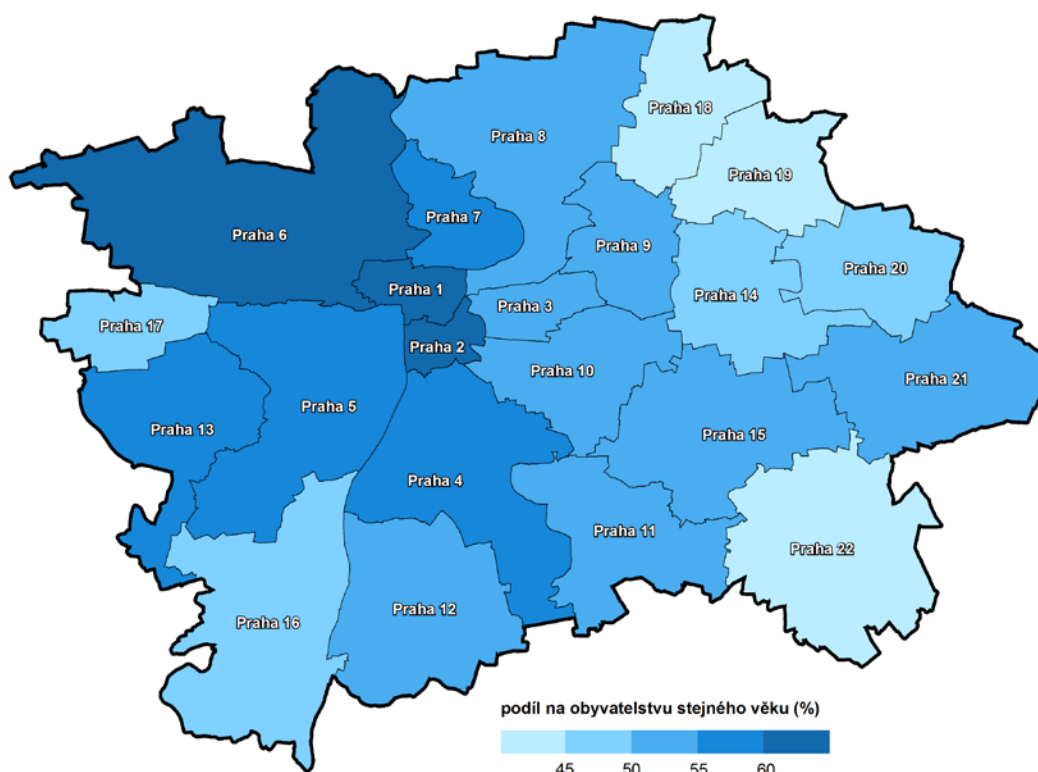 Praha 18
Praha 8
Praha 19
Praha 7
Praha 6
Praha 9
Praha 20
Praha 1
Praha 14
Praha 3
Praha 17
Praha 2
Praha 10
Praha 21
Praha 5
Praha 13
Praha 15
Praha 4
Praha 11
Praha 22
Praha 12
Praha 16
podíl na obyvatelstvu stejného věku (%)
45 50 55 60